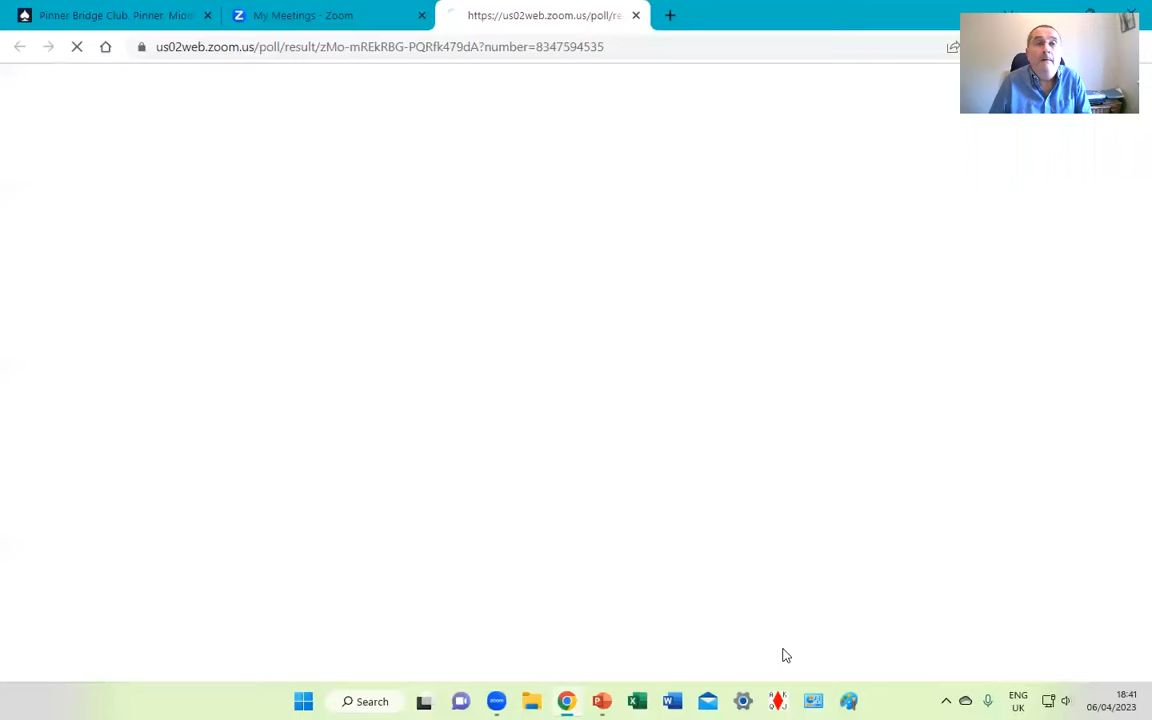 Pinner Bridge Club, Pinner, Midd
My Meetings - Zoom
https://us02web.zoom.us/poll/re
us02web.zoom.us/poll/result/zMo-mREkRBG-PQRfk479dA?number=8347594535
Search
zoom
A K
Q J
ENG
UK
18:41
06/04/2023